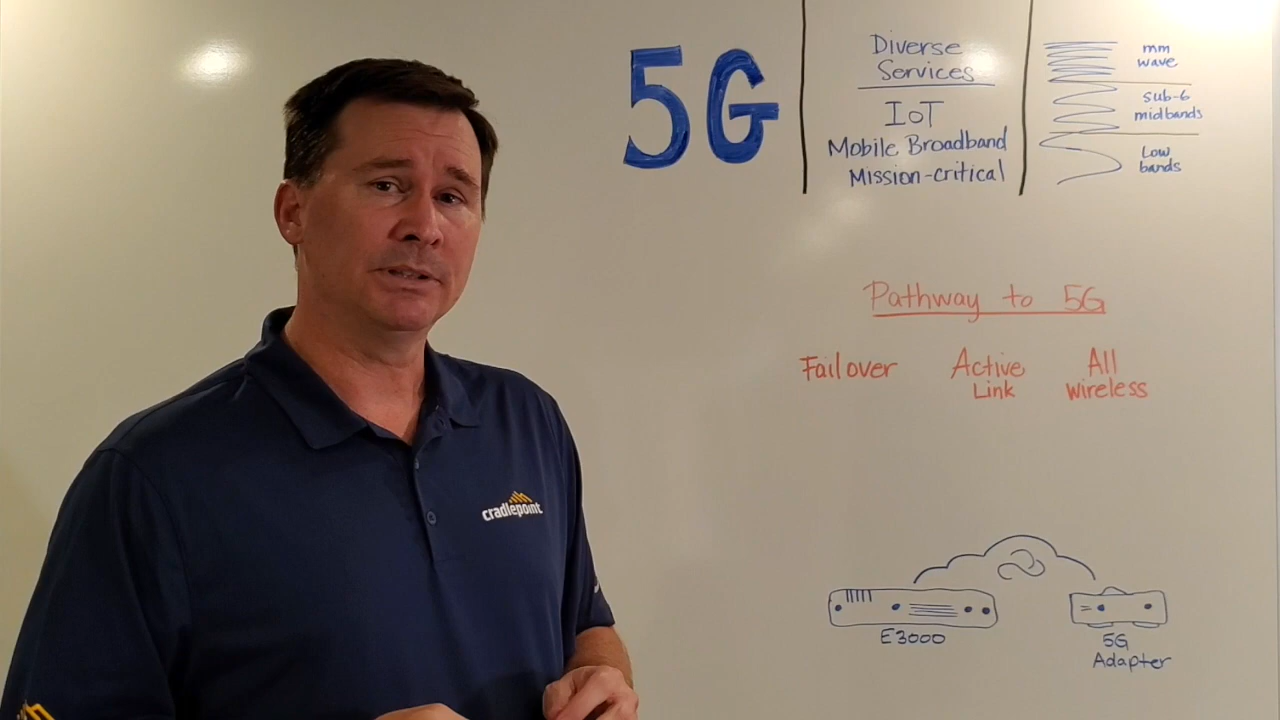 5G
Diverse
Services
IoT
Mobile Broadband
Mission-critical
mm
wave
sub-6
midbands
Low
bands
Pathway to 5G
Failover
Active
Link
All
wireless
cradlepoint
E3000
5G
Adapter